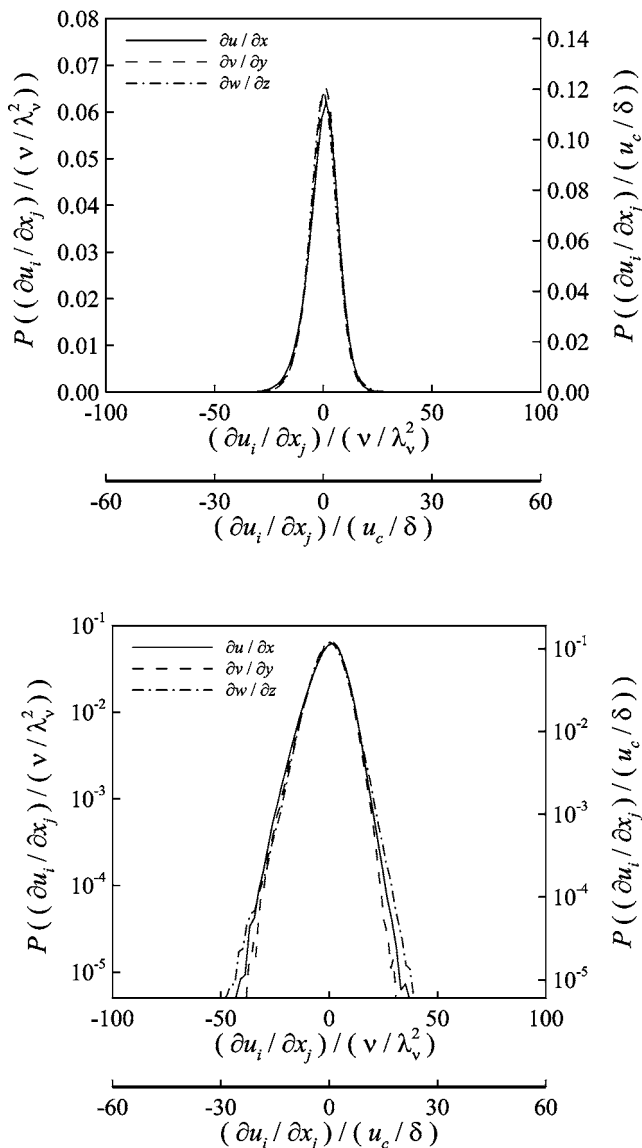 ∂u / ∂x
∂v / ∂y
∂w / ∂z
0.08
0.07
0.06
0.05
0.04
0.03
0.02
0.01
0.00
P((∂u_i / ∂x_j) / (ν / λ_ν^2))
0.14
0.12
0.10
0.08
0.06
0.04
0.02
0.00
P((∂u_i / ∂x_j) / (u_c / δ))
-100 -50 0 50 100
(∂u_i / ∂x_j) / (ν / λ_ν^2)
-60 -30 0 30 60
(∂u_i / ∂x_j) / (u_c / δ)
∂u / ∂x
∂v / ∂y
∂w / ∂z
10^-1
10^-2
10^-3
10^-4
10^-5
P((∂u_i / ∂x_j) / (ν / λ_ν^2))
10^-1
10^-2
10^-3
10^-4
10^-5
P((∂u_i / ∂x_j) / (u_c / δ))
-100 -50 0 50 100
(∂u_i / ∂x_j) / (ν / λ_ν^2)
-60 -30 0 30 60
(∂u_i / ∂x_j) / (u_c / δ)